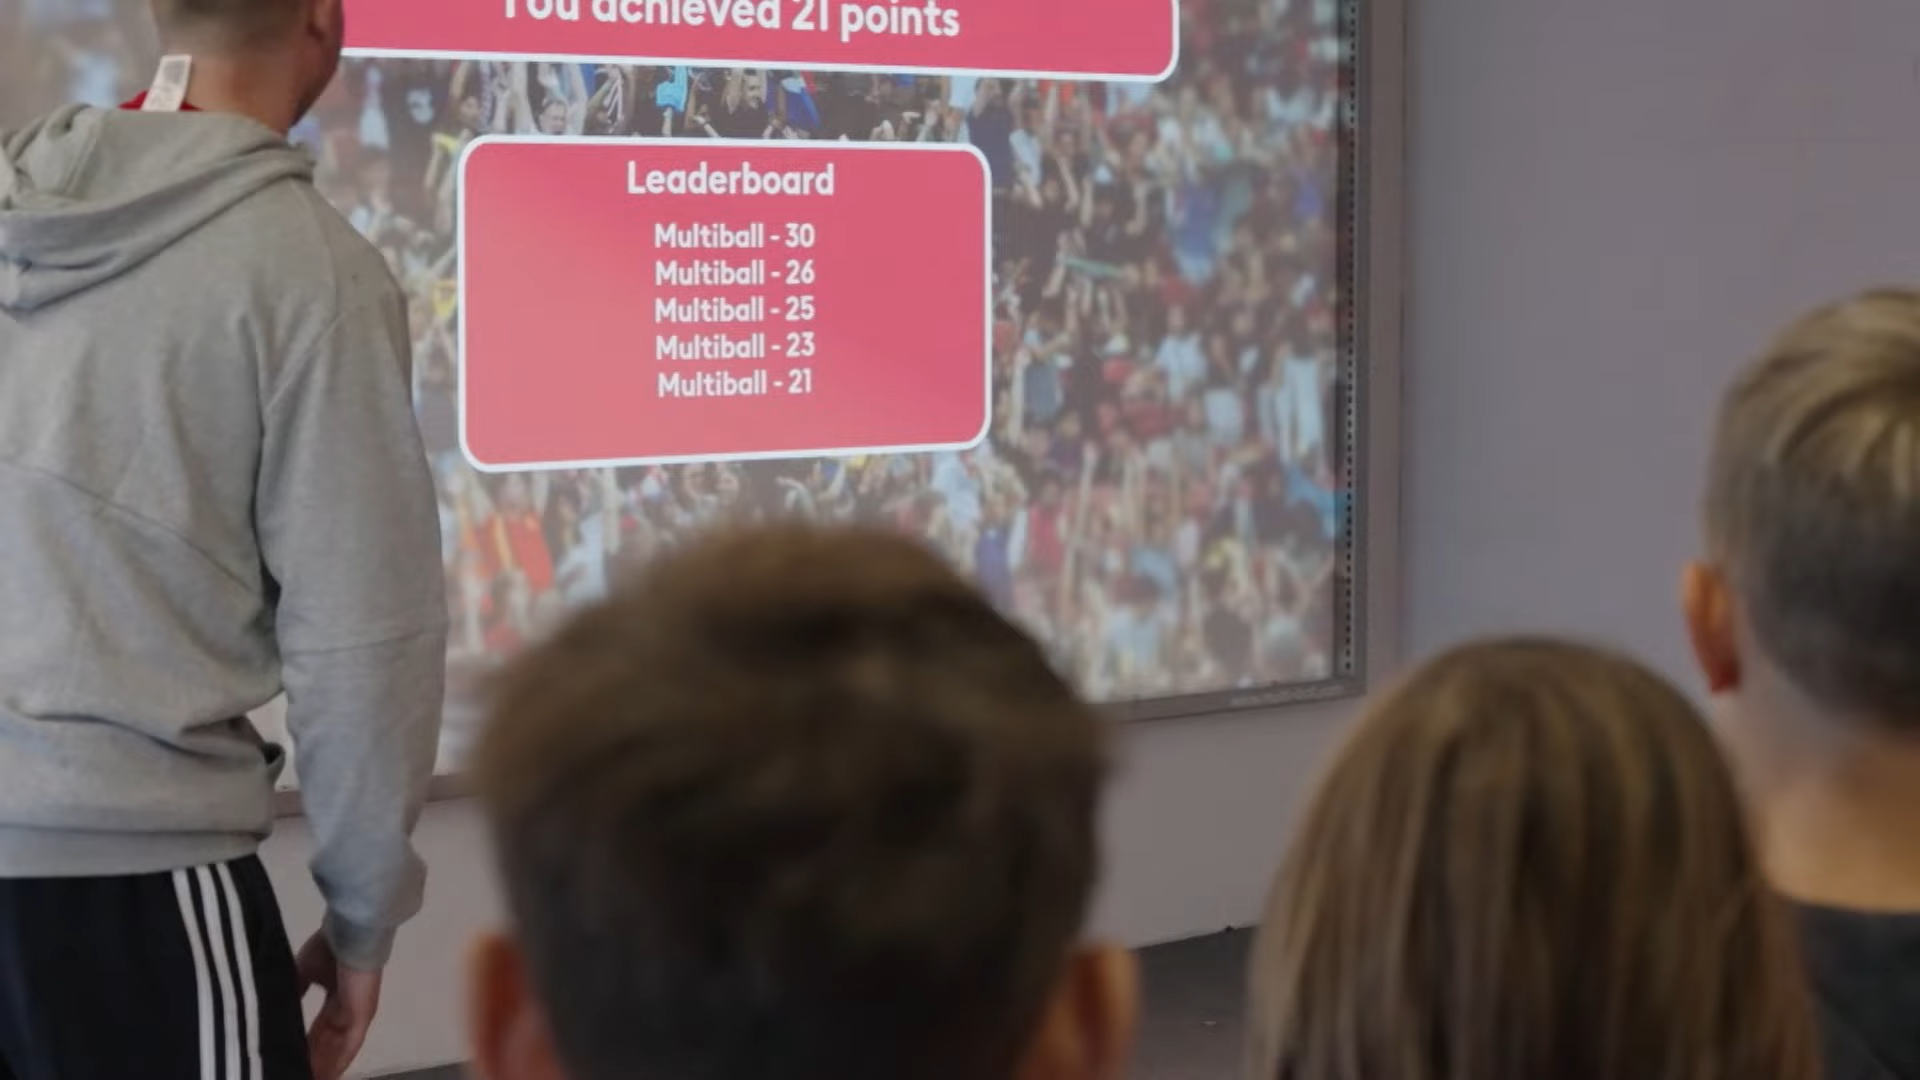 You achieved 21 points
Leaderboard
Multiball - 30
Multiball - 26
Multiball - 25
Multiball - 23
Multiball - 21